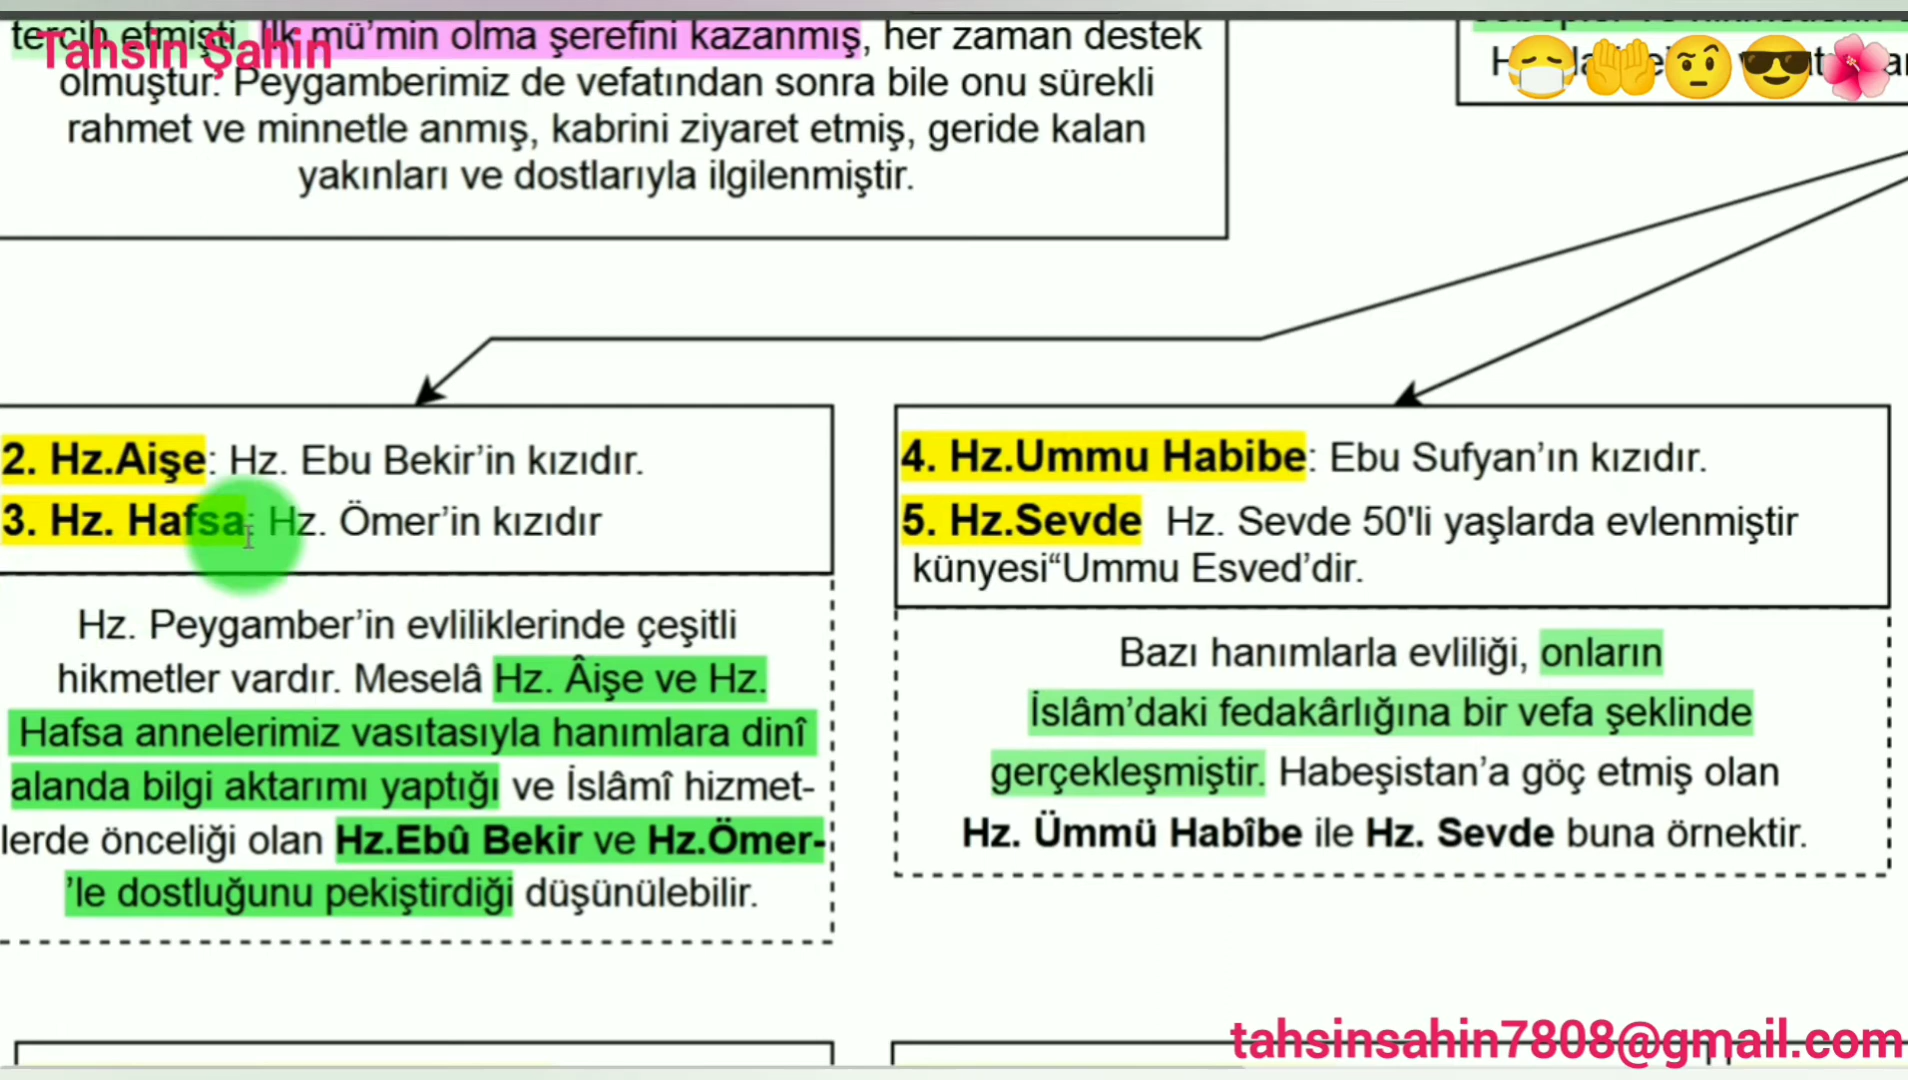 tercih etmişti. İlk mü’min olma şerefini kazanmış, her zaman destek
olmuştur. Peygamberimiz de vefatından sonra bile onu sürekli
rahmet ve minnetle anmış, kabrini ziyaret etmiş, geride kalan
yakınları ve dostlarıyla ilgilenmiştir.
Tahsin Şahin
2. Hz.Aişe: Hz. Ebu Bekir’in kızıdır.
3. Hz. Hafsa: Hz. Ömer’in kızıdır
Hz. Peygamber’in evliliklerinde çeşitli
hikmetler vardır. Meselâ Hz. Âişe ve Hz.
Hafsa annelerimiz vasıtasıyla hanımlara dinî
alanda bilgi aktarımı yaptığı ve İslâmî hizmet-
lerde önceliği olan Hz.Ebû Bekir ve Hz.Ömer-
’le dostluğunu pekiştirdiği düşünülebilir.
4. Hz.Ummu Habibe: Ebu Sufyan’ın kızıdır.
5. Hz.Sevde Hz. Sevde 50'li yaşlarda evlenmiştir
künyesi“Ummu Esved’dir.
Bazı hanımlarla evliliği, onların
İslâm’daki fedakârlığına bir vefa şeklinde
gerçekleşmiştir. Habeşistan’a göç etmiş olan
Hz. Ümmü Habîbe ile Hz. Sevde buna örnektir.
tahsinsahin7808@gmail.com